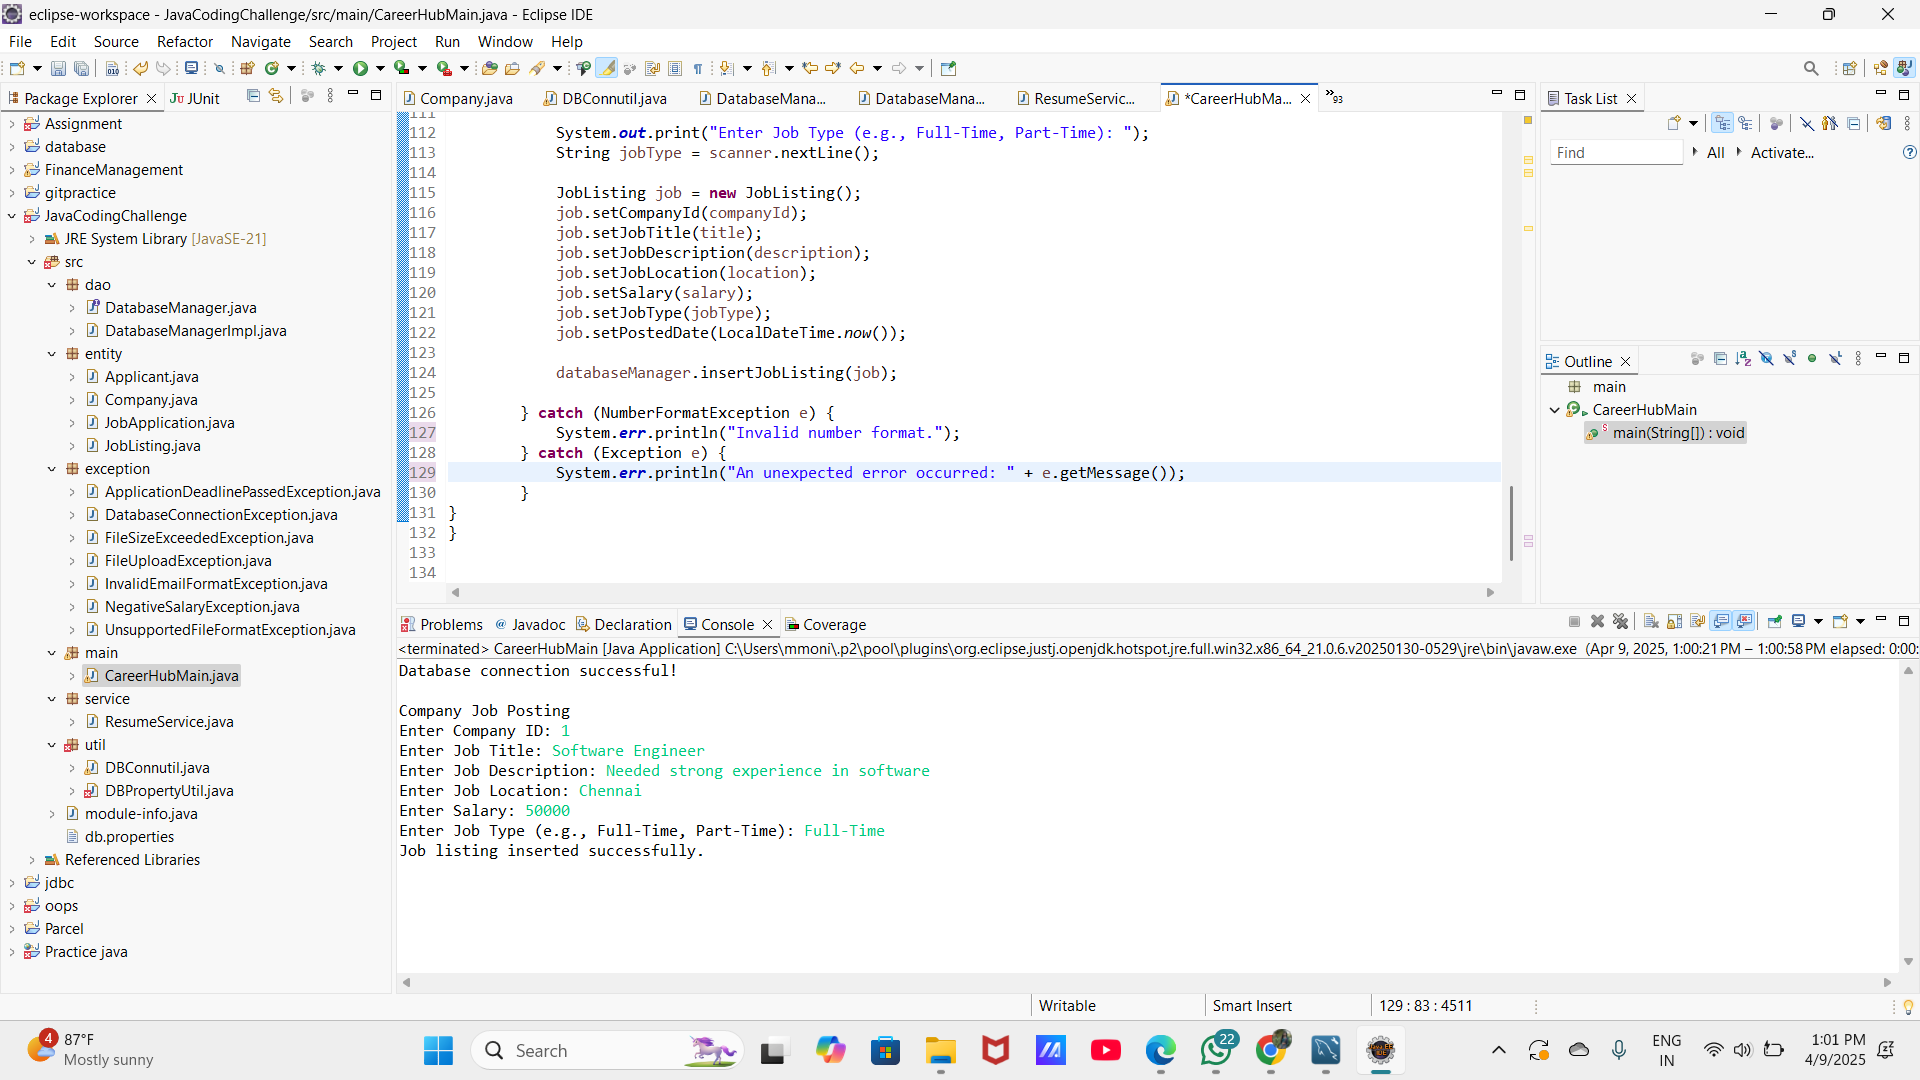 eclipse-workspace - JavaCodingChallenge/src/main/CareerHubMain.java - Eclipse IDE
File Edit Source Refactor Navigate Search Project Run Window Help
Package Explorer JUnit
Assignment
database
FinanceManagement
gitpractice
JavaCodingChallenge
JRE System Library [JavaSE-21]
src
dao
DatabaseManager.java
DatabaseManagerImpl.java
entity
Applicant.java
Company.java
JobApplication.java
JobListing.java
exception
ApplicationDeadlinePassedException.java
DatabaseConnectionException.java
FileSizeExceededException.java
FileUploadException.java
InvalidEmailFormatException.java
NegativeSalaryException.java
UnsupportedFileFormatException.java
main
CareerHubMain.java
service
ResumeService.java
util
DBConnutil.java
DBPropertyUtil.java
module-info.java
db.properties
Referenced Libraries
jdbc
oops
Parcel
Practice java
Company.java DBConnutil.java DatabaseMana... DatabaseMana... ResumeServic... *CareerHubMa... »93
111
112 System.out.print("Enter Job Type (e.g., Full-Time, Part-Time): ");
113 String jobType = scanner.nextLine();
114
115 JobListing job = new JobListing();
116 job.setCompanyId(companyId);
117 job.setJobTitle(title);
118 job.setJobDescription(description);
119 job.setJobLocation(location);
120 job.setSalary(salary);
121 job.setJobType(jobType);
122 job.setPostedDate(LocalDateTime.now());
123
124 databaseManager.insertJobListing(job);
125
126 } catch (NumberFormatException e) {
127 System.err.println("Invalid number format.");
128 } catch (Exception e) {
129 System.err.println("An unexpected error occurred: " + e.getMessage());
130 }
131 }
132 }
133
134
Task List
Find All Activate...
Outline
main
CareerHubMain
main(String[]) : void
Problems Javadoc Declaration Console Coverage
<terminated> CareerHubMain [Java Application] C:\Users\mmoni\.p2\pool\plugins\org.eclipse.justj.openjdk.hotspot.jre.full.win32.x86_64_21.0.6.v20250130-0529\jre\bin\javaw.exe (Apr 9, 2025, 1:00:21 PM – 1:00:58 PM elapsed: 0:00:
Database connection successful!
Company Job Posting
Enter Company ID: 1
Enter Job Title: Software Engineer
Enter Job Description: Needed strong experience in software
Enter Job Location: Chennai
Enter Salary: 50000
Enter Job Type (e.g., Full-Time, Part-Time): Full-Time
Job listing inserted successfully.
Writable Smart Insert 129 : 83 : 4511
4
87°F
Mostly sunny
Search
22
ENG
IN
1:01 PM
4/9/2025